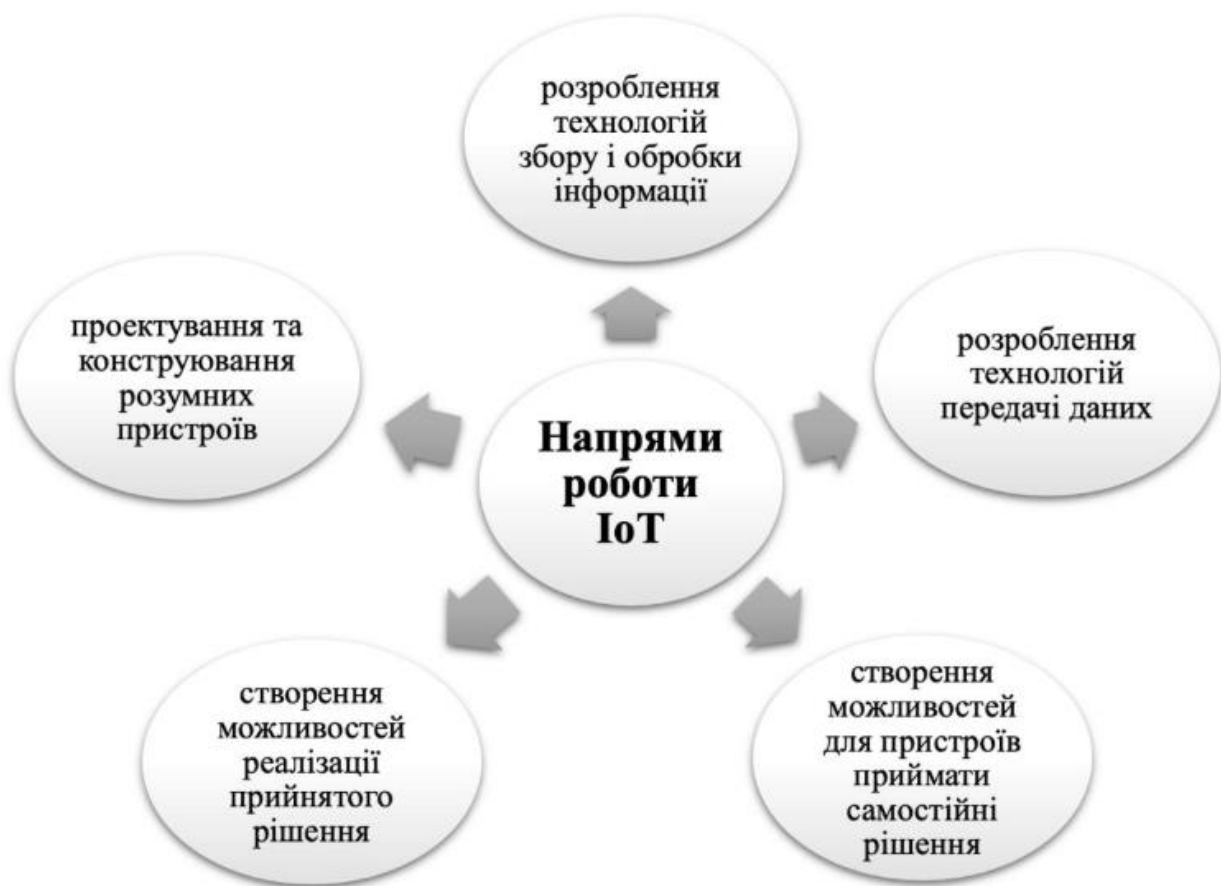 розроблення
технологій
збору і обробки
інформації
проектування та
конструювання
розумних
пристроїв
розроблення
технологій
передачі даних
Напрями
роботи
IoT
створення
можливостей
реалізації
прийнятого
рішення
створення
можливостей
для пристроїв
приймати
самостійні
рішення